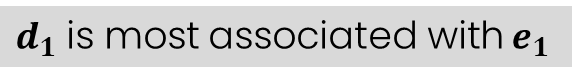 d₁ is most associated with e₁